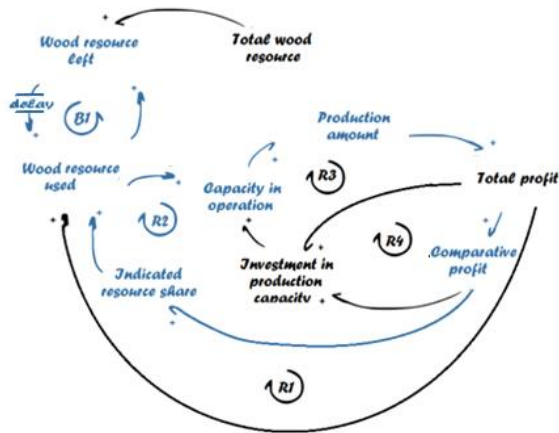 Wood resource
left
Total wood
resource
delay
B1
Production
amount
Wood resource
used
Capacity in
operation
R3
Total profit
R2
R4
Comparative
profit
Indicated
resource share
Investment in
production
capacity
R1
+
+
+
+
+
+
+
+
+
+
+
+
+
+